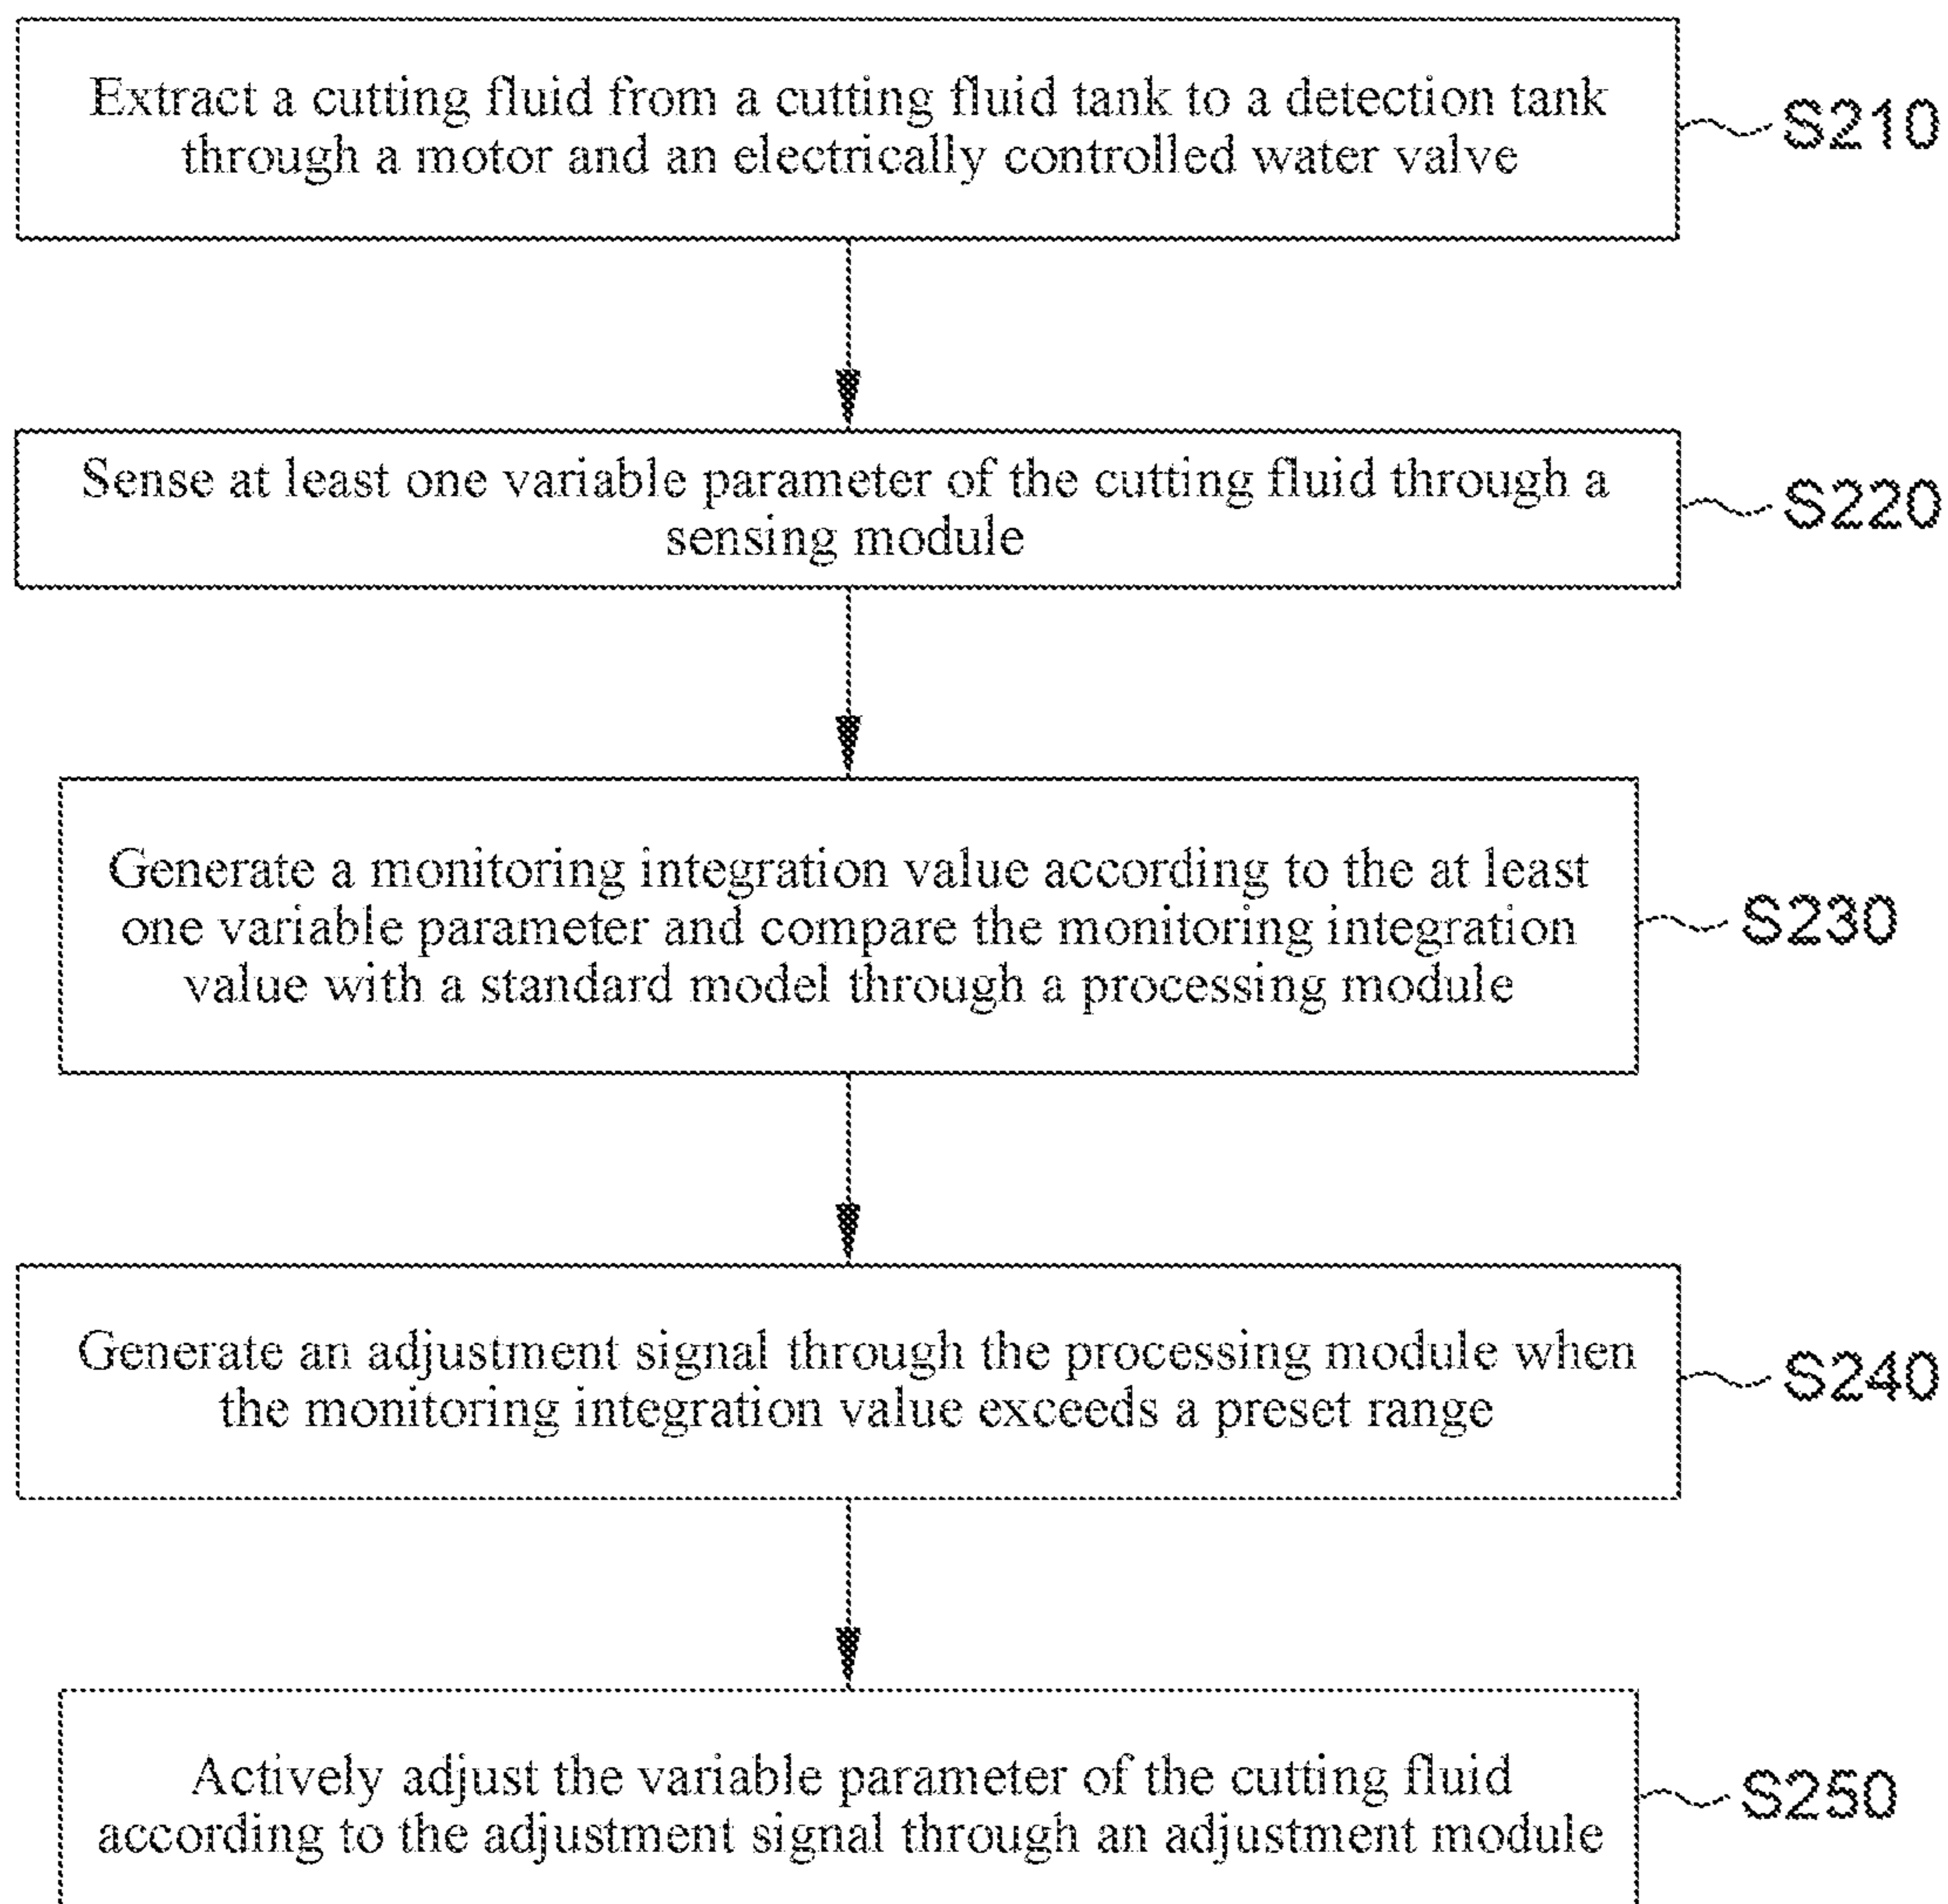 Extract a cutting fluid from a cutting fluid tank to a detection tank
through a motor and an electrically controlled water valve
S210
Sense at least one variable parameter of the cutting fluid through a
sensing module
S220
Generate a monitoring integration value according to the at least
one variable parameter and compare the monitoring integration
value with a standard model through a processing module
S230
Generate an adjustment signal through the processing module when
the monitoring integration value exceeds a preset range
S240
Actively adjust the variable parameter of the cutting fluid
according to the adjustment signal through an adjustment module
S250